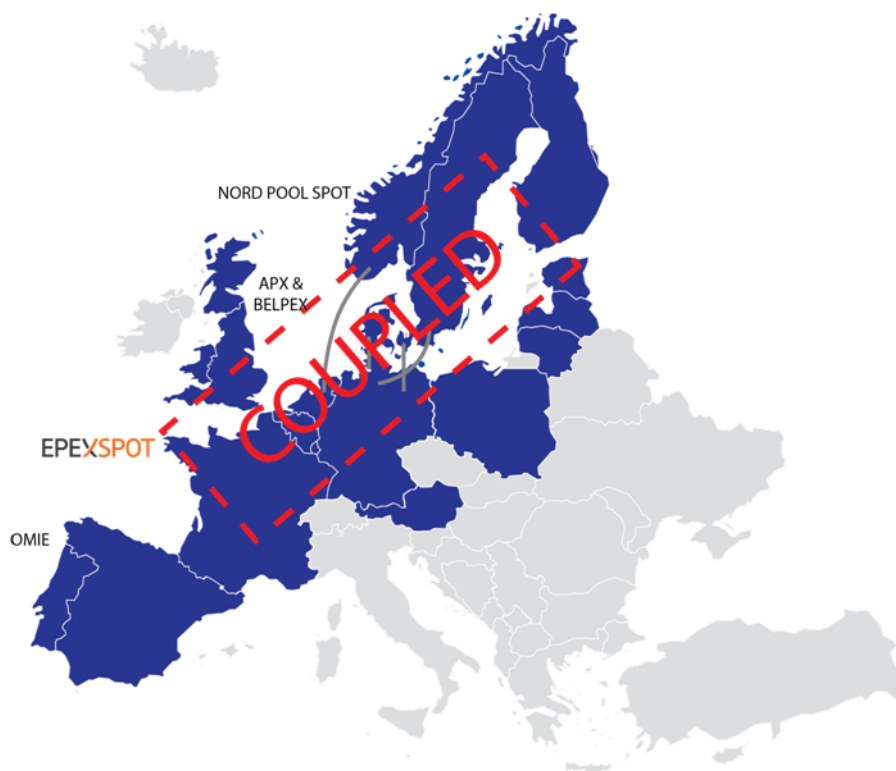 NORD POOL SPOT
APX &
BELPEX
COUPLED
EPEXSPOT
OMIE